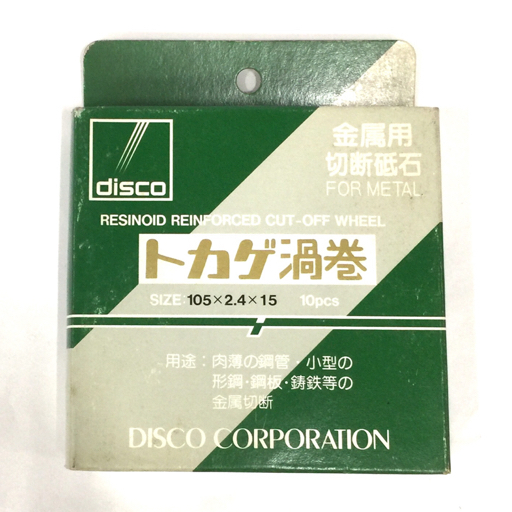 disco
金属用
切断砥石
FOR METAL
RESINOID REINFORCED CUT-OFF WHEEL
トカゲ渦巻
SIZE 105×2.4×15 10pcs
用途：肉薄の鋼管・小型の
形鋼・鋼板・鋳鉄等の
金属切断
DISCO CORPORATION